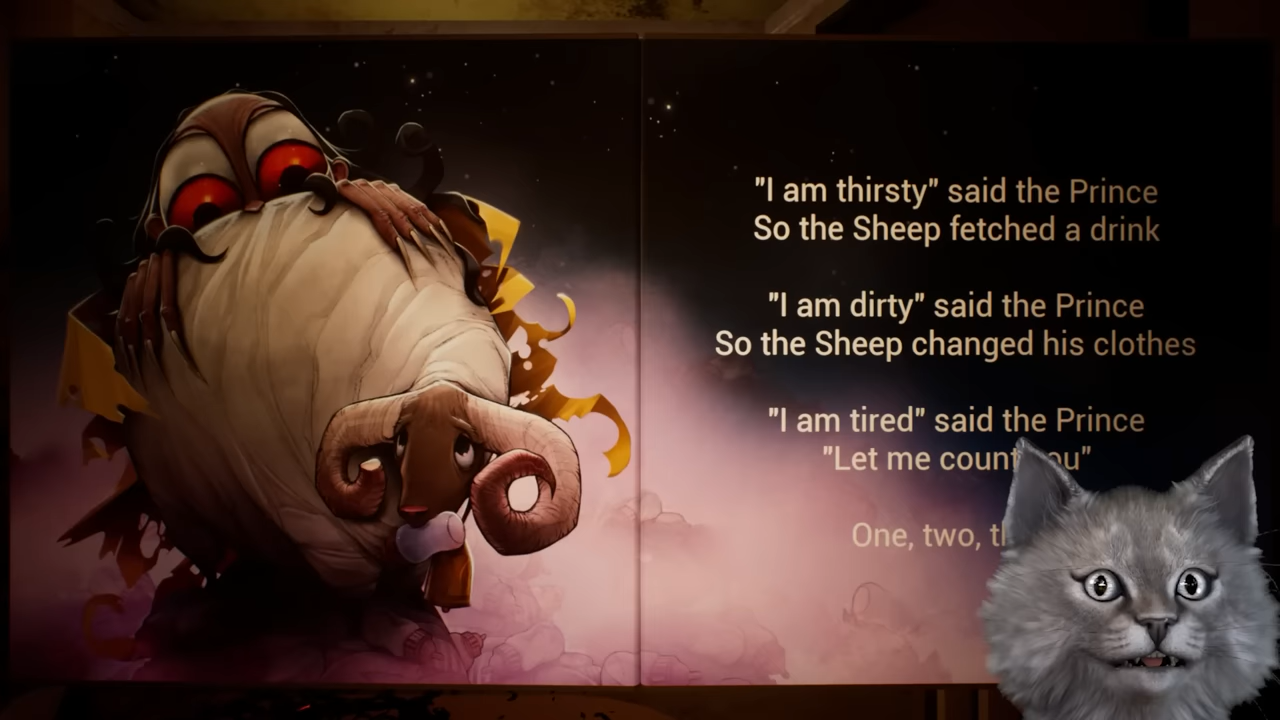 "I am thirsty" said the Prince
So the Sheep fetched a drink
"I am dirty" said the Prince
So the Sheep changed his clothes
"I am tired" said the Prince
"Let me count
One, two,